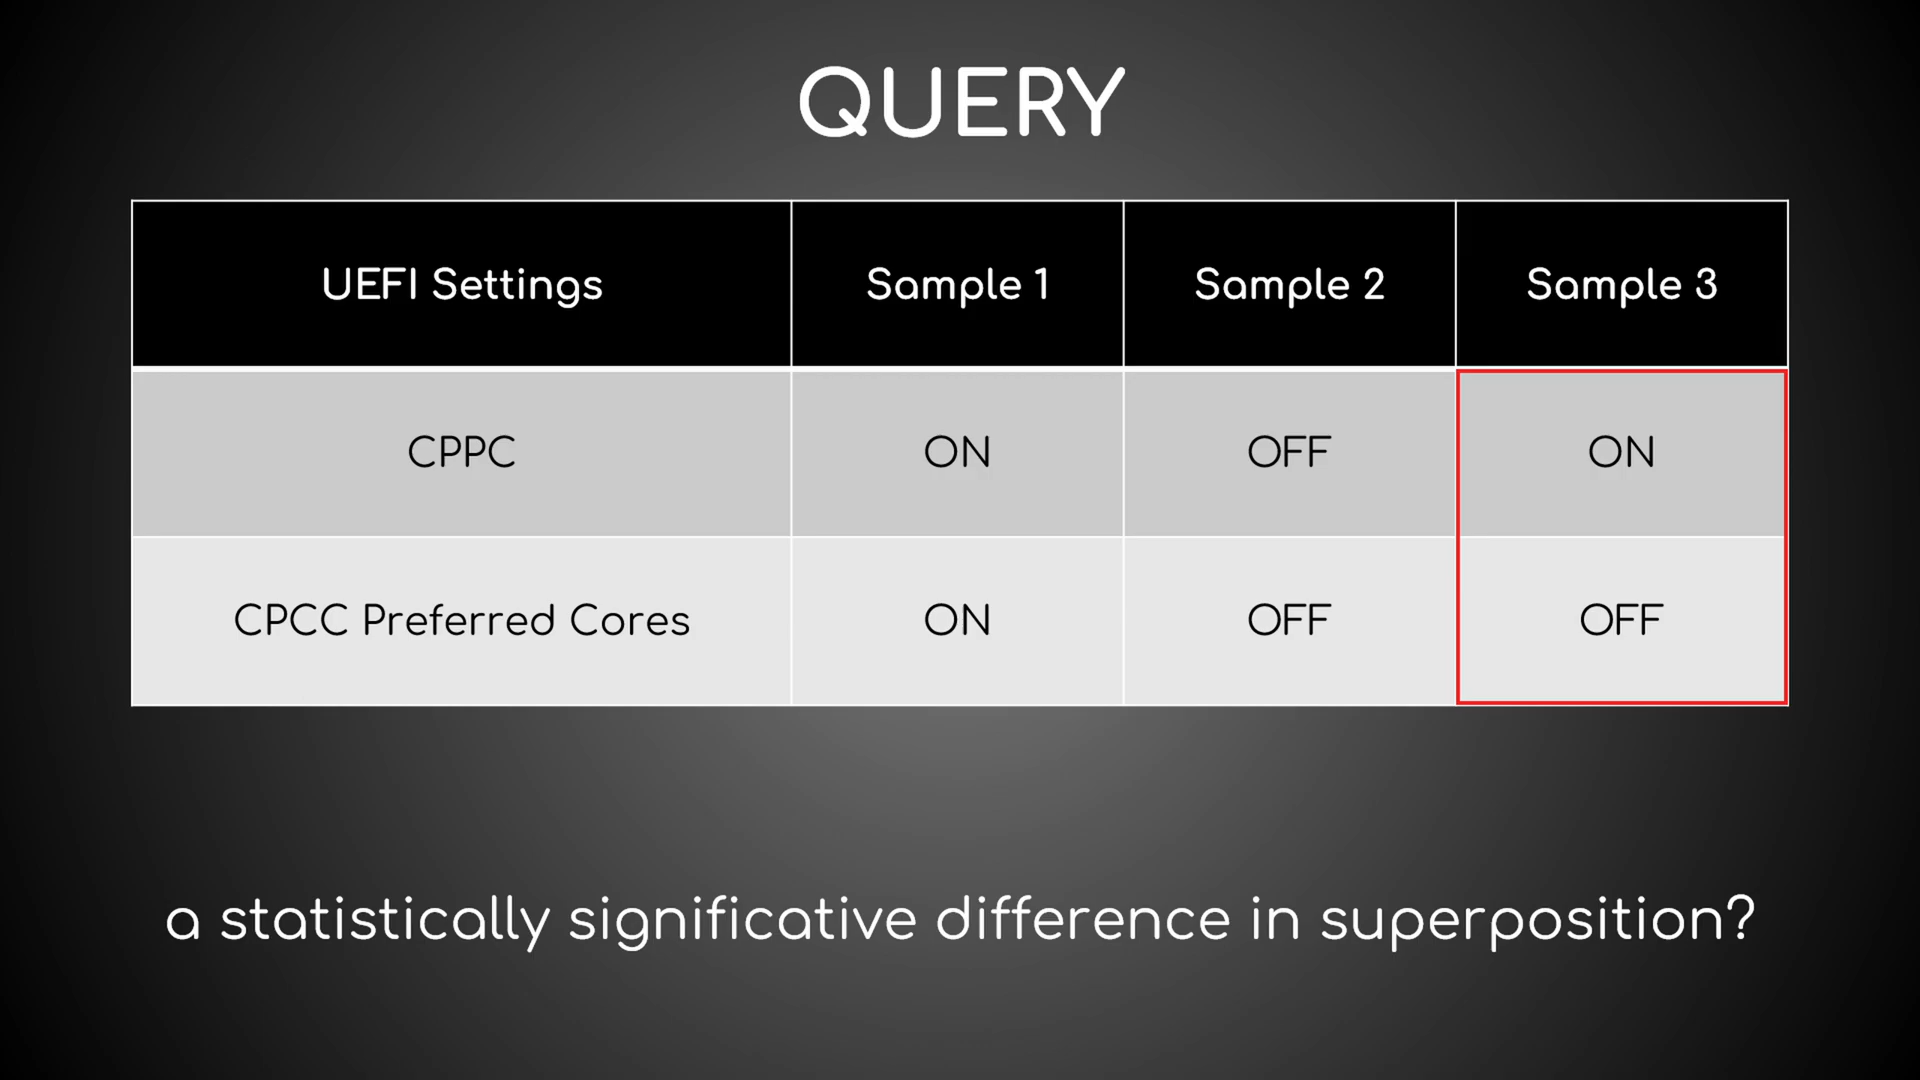 QUERY
UEFI Settings Sample 1 Sample 2 Sample 3
CPPC ON OFF ON
CPCC Preferred Cores ON OFF OFF
a statistically significative difference in superposition?